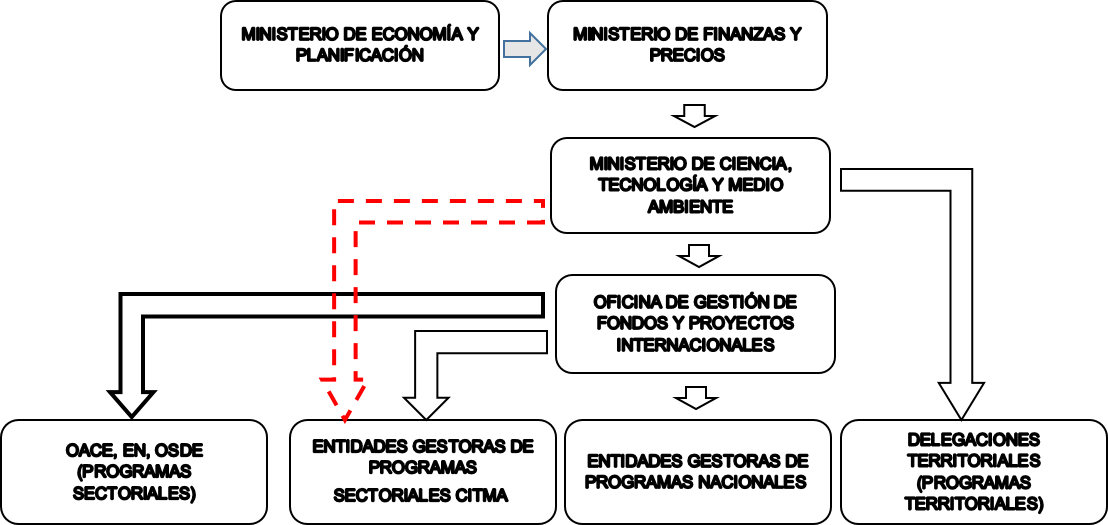 MINISTERIO DE ECONOMÍA Y
PLANIFICACIÓN
MINISTERIO DE FINANZAS Y
PRECIOS
MINISTERIO DE CIENCIA,
TECNOLOGÍA Y MEDIO
AMBIENTE
OFICINA DE GESTIÓN DE
FONDOS Y PROYECTOS
INTERNACIONALES
OACE, EN, OSDE
(PROGRAMAS
SECTORIALES)
ENTIDADES GESTORAS DE
PROGRAMAS
SECTORIALES CITMA
ENTIDADES GESTORAS DE
PROGRAMAS NACIONALES
DELEGACIONES
TERRITORIALES
(PROGRAMAS
TERRITORIALES)